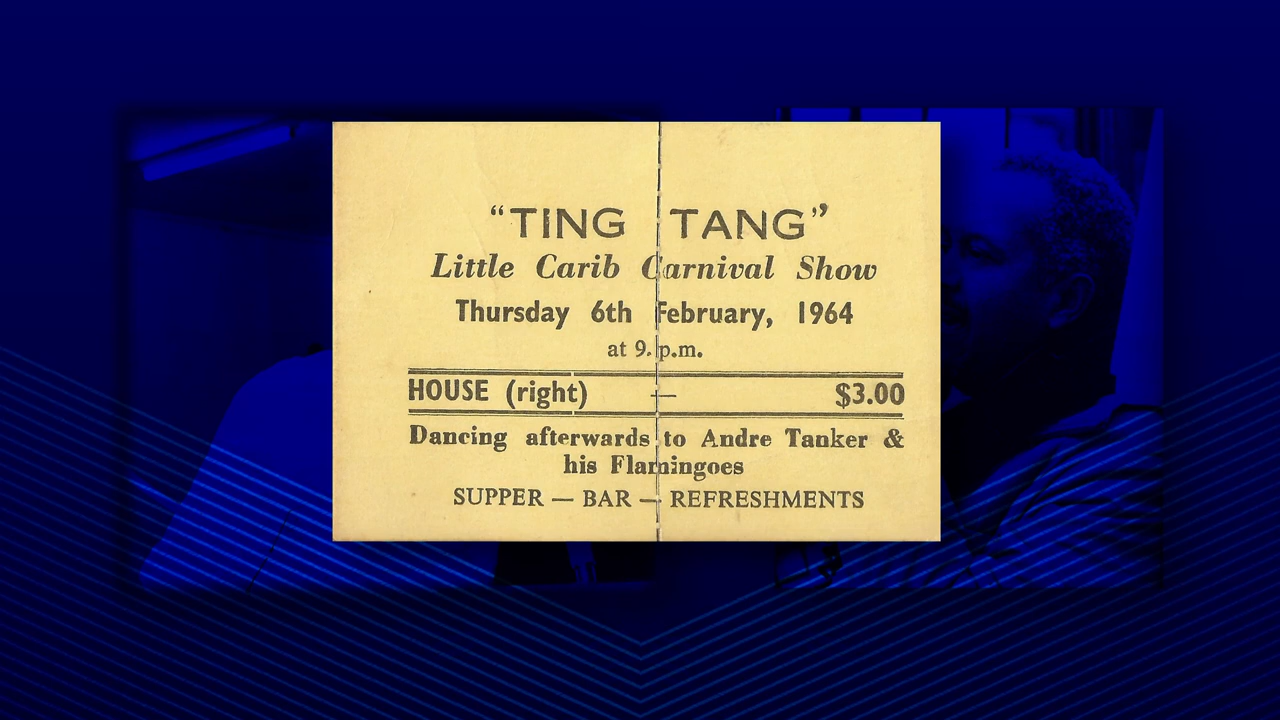 “TING TANG”
Little Carib Carnival Show
Thursday 6th February, 1964
at 9. p.m.
HOUSE (right) — $3.00
Dancing afterwards to Andre Tanker &
his Flamingoes
SUPPER — BAR — REFRESHMENTS